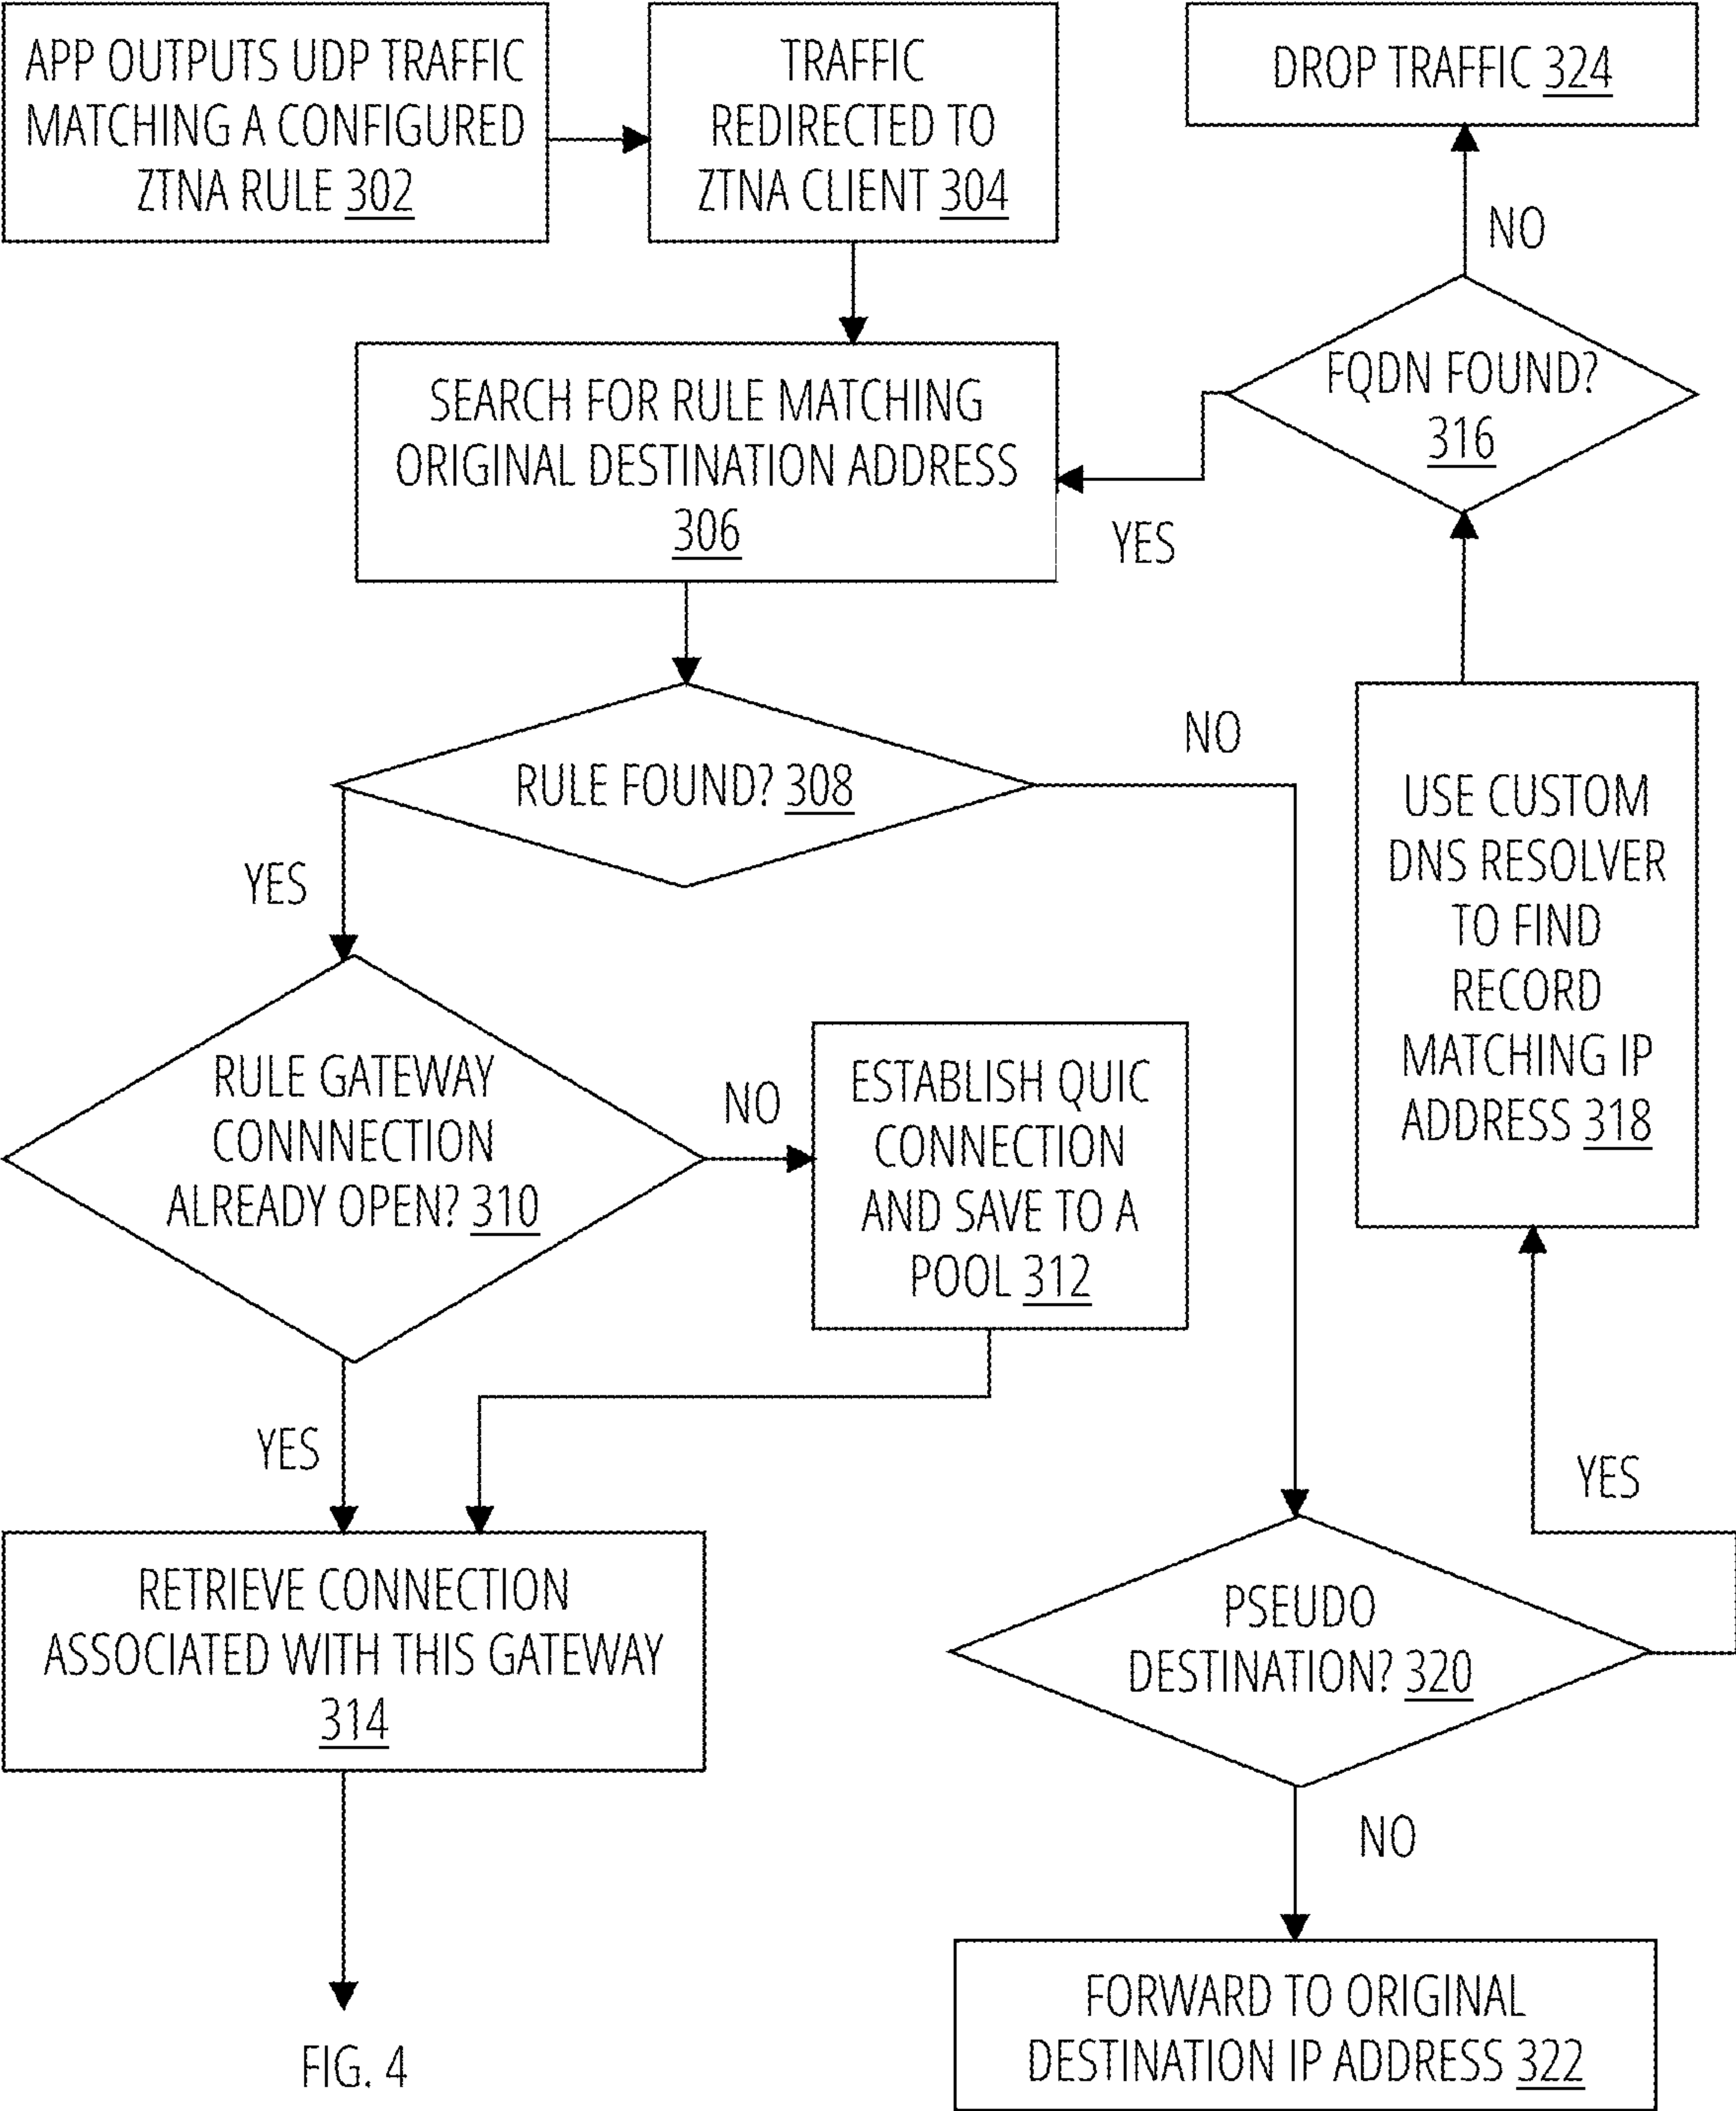 APP OUTPUTS UDP TRAFFIC
MATCHING A CONFIGURED
ZTNA RULE 302
TRAFFIC
REDIRECTED TO
ZTNA CLIENT 304
DROP TRAFFIC 324
NO
FQDN FOUND?
316
YES
SEARCH FOR RULE MATCHING
ORIGINAL DESTINATION ADDRESS
306
RULE FOUND? 308
NO
YES
USE CUSTOM
DNS RESOLVER
TO FIND
RECORD
MATCHING IP
ADDRESS 318
RULE GATEWAY
CONNNECTION
ALREADY OPEN? 310
NO
ESTABLISH QUIC
CONNECTION
AND SAVE TO A
POOL 312
YES
YES
RETRIEVE CONNECTION
ASSOCIATED WITH THIS GATEWAY
314
PSEUDO
DESTINATION? 320
NO
FORWARD TO ORIGINAL
DESTINATION IP ADDRESS 322
FIG. 4